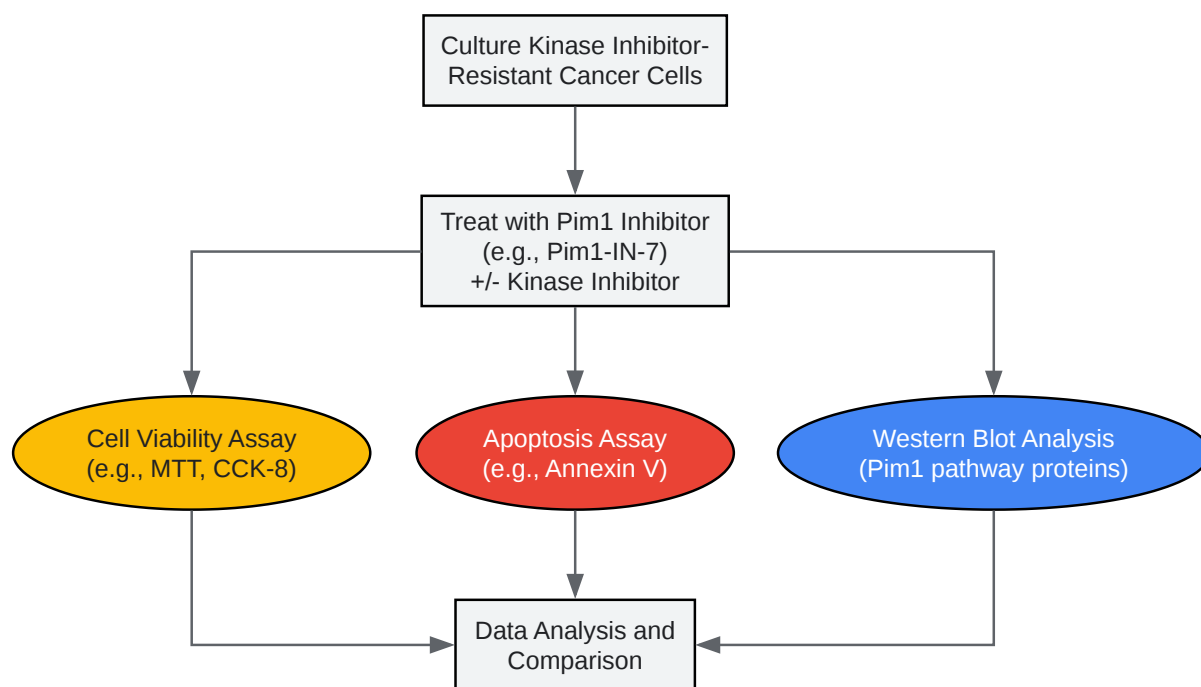 Culture Kinase Inhibitor-
Resistant Cancer Cells
Treat with Pim1 Inhibitor
(e.g., Pim1-IN-7)
+/- Kinase Inhibitor
Cell Viability Assay
(e.g., MTT, CCK-8)
Apoptosis Assay
(e.g., Annexin V)
Western Blot Analysis
(Pim1 pathway proteins)
Data Analysis and
Comparison